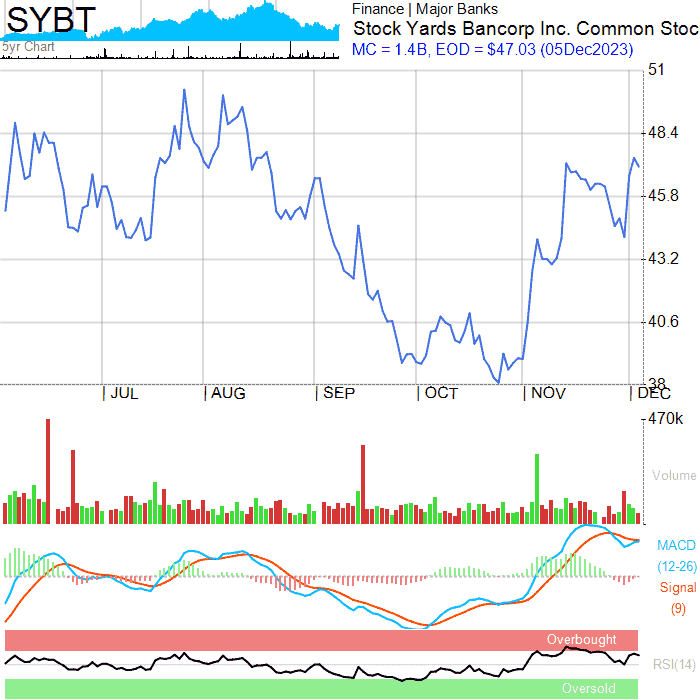 SYBT
5yr Chart
Finance | Major Banks
Stock Yards Bancorp Inc. Common Stoc
MC = 1.4B, EOD = $47.03 (05Dec2023)
51
48.4
45.8
43.2
40.6
38
JUL AUG SEP OCT NOV DEC
470k
Volume
MACD
(12-26)
Signal
(9)
Overbought
RSI(14)
Oversold